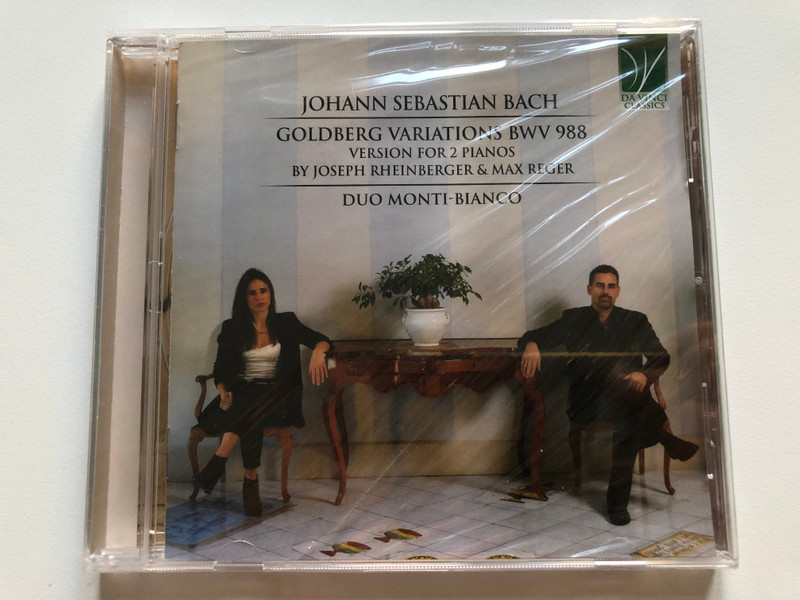 DA VINCI
CLASSICS
JOHANN SEBASTIAN BACH
GOLDBERG VARIATIONS BWV 988
VERSION FOR 2 PIANOS
BY JOSEPH RHEINBERGER & MAX REGER
DUO MONTI-BIANCO